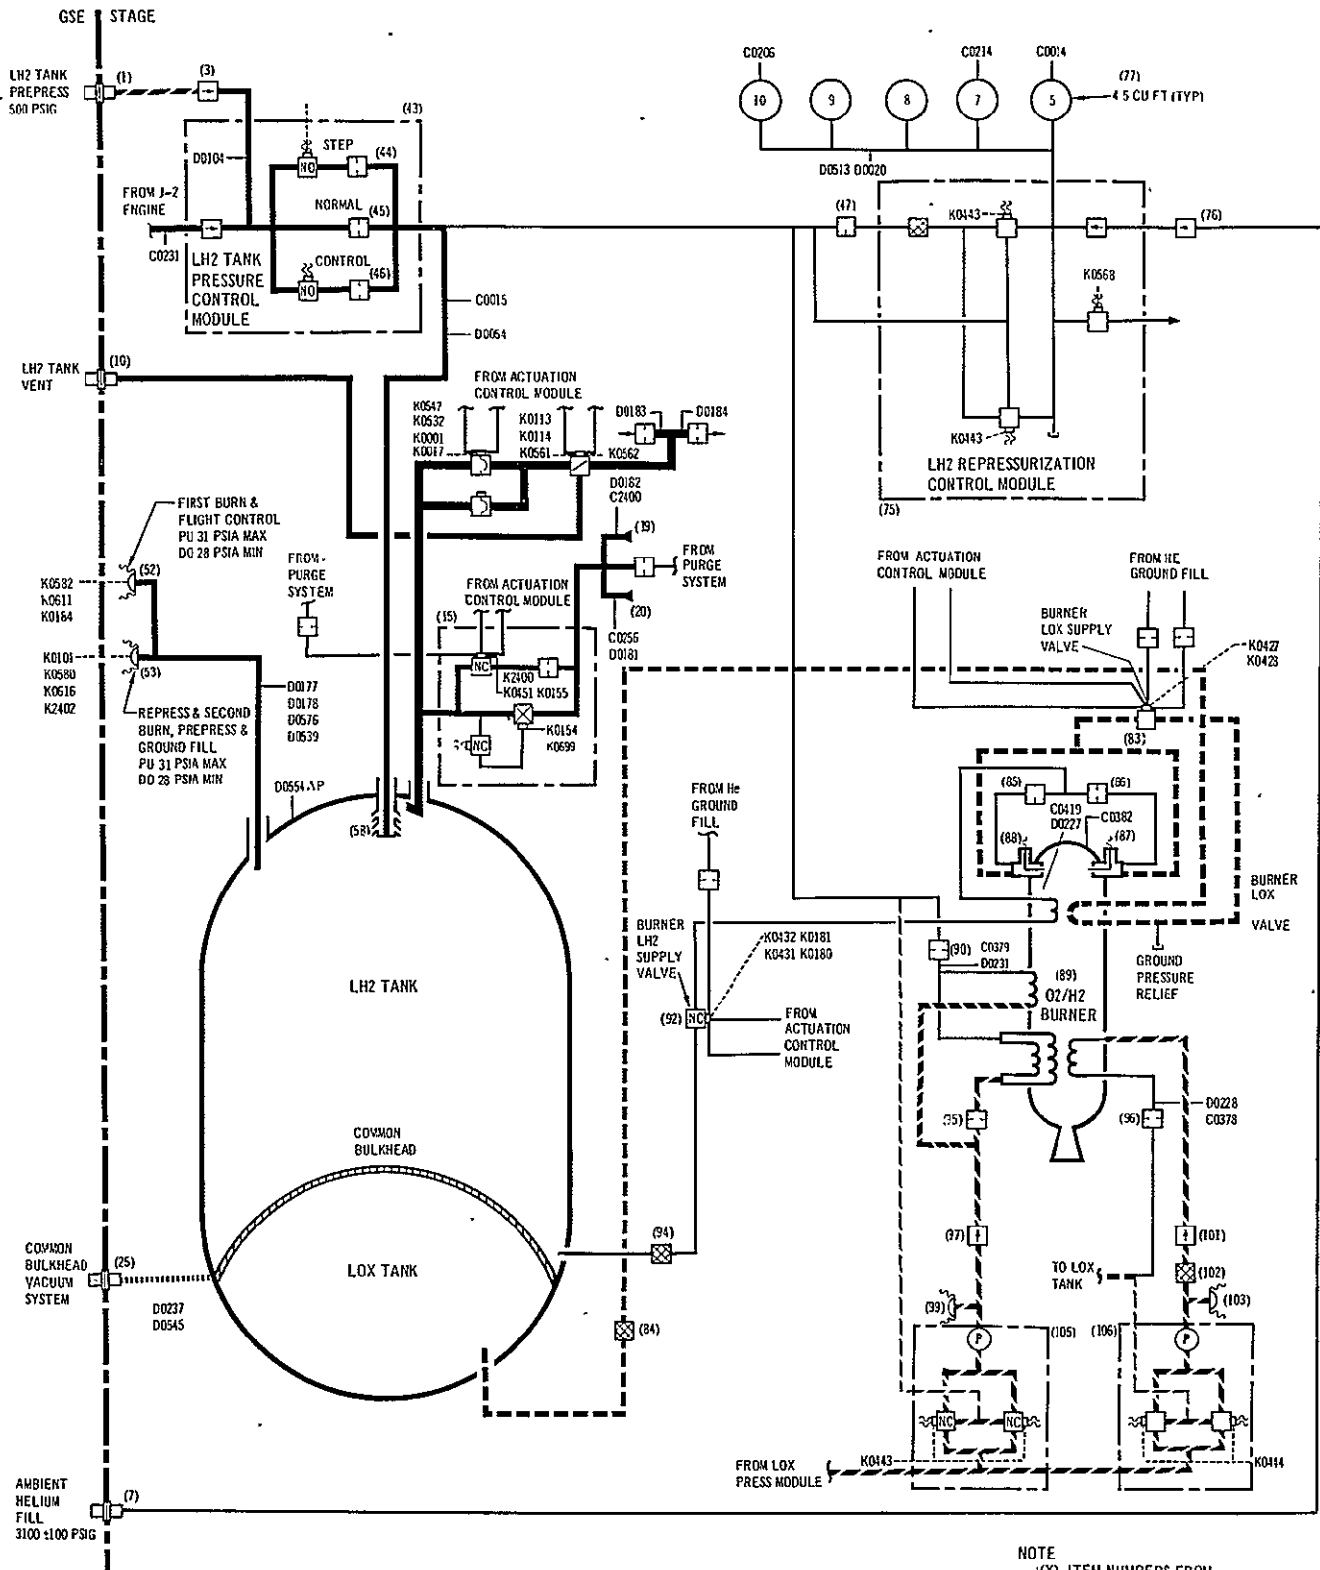 GSE STAGE
LH2 TANK
PREPRESS
500 PSIG
(1)
(3)
(43)
D0104
STEP
(44)
NO
FROM J-2
ENGINE
NORMAL
(45)
C0231
LH2 TANK
PRESSURE
CONTROL
MODULE
CONTROL
(46)
NO
C0015
D0054
C0206
C0214
C0014
(77)
4 5 CU FT (TYP)
10
9
8
7
5
D0513 D0020
(47)
K0443
(76)
K0568
K0443
LH2 REPRESSURIZATION
CONTROL MODULE
(75)
LH2 TANK
VENT
(10)
FROM ACTUATION
CONTROL MODULE
K0547
K0532
K0001
K0017
K0113
K0114
K0561
K0562
D0183
D0184
D0182
C2400
(19)
FROM
PURGE
SYSTEM
(20)
C0256
D0181
FIRST BURN &
FLIGHT CONTROL
PU 31 PSIA MAX
DO 28 PSIA MIN
(52)
K0582
K0611
K0184
K0101
K0580
K0616
K2402
(53)
REPRESS & SECOND
BURN, PREPRESS &
GROUND FILL
PU 31 PSIA MAX
DO 28 PSIA MIN
D0177
D0178
D0576
D0539
FROM
PURGE
SYSTEM
FROM ACTUATION
CONTROL MODULE
(15)
NC
K2400
K0451 K0155
NC
K0154
K0699
D0554 ΔP
(58)
FROM ACTUATION
CONTROL MODULE
FROM HE
GROUND FILL
BURNER
LOX SUPPLY
VALVE
K0427
K0428
(83)
(85)
(86)
C0419
D0227
C0382
(88)
(87)
BURNER
LOX
VALVE
GROUND
PRESSURE
RELIEF
FROM He
GROUND
FILL
BURNER
LH2
SUPPLY
VALVE
K0432 K0181
K0431 K0180
(92)
NC
FROM
ACTUATION
CONTROL
MODULE
(90)
C0379
D0231
(89)
O2/H2
BURNER
LH2 TANK
COMMON
BULKHEAD
LOX TANK
(95)
(96)
D0228
C0378
(97)
(101)
(94)
(84)
TO LOX
TANK
(102)
(99)
(103)
(105)
(106)
P
P
NC
NC
COMMON
BULKHEAD
VACUUM
SYSTEM
(25)
D0237
D0545
FROM LOX
PRESS MODULE
K0443
K0444
AMBIENT
HELIUM
FILL
3100 ±100 PSIG
(7)
NOTE
(X) ITEM NUMBERS FROM